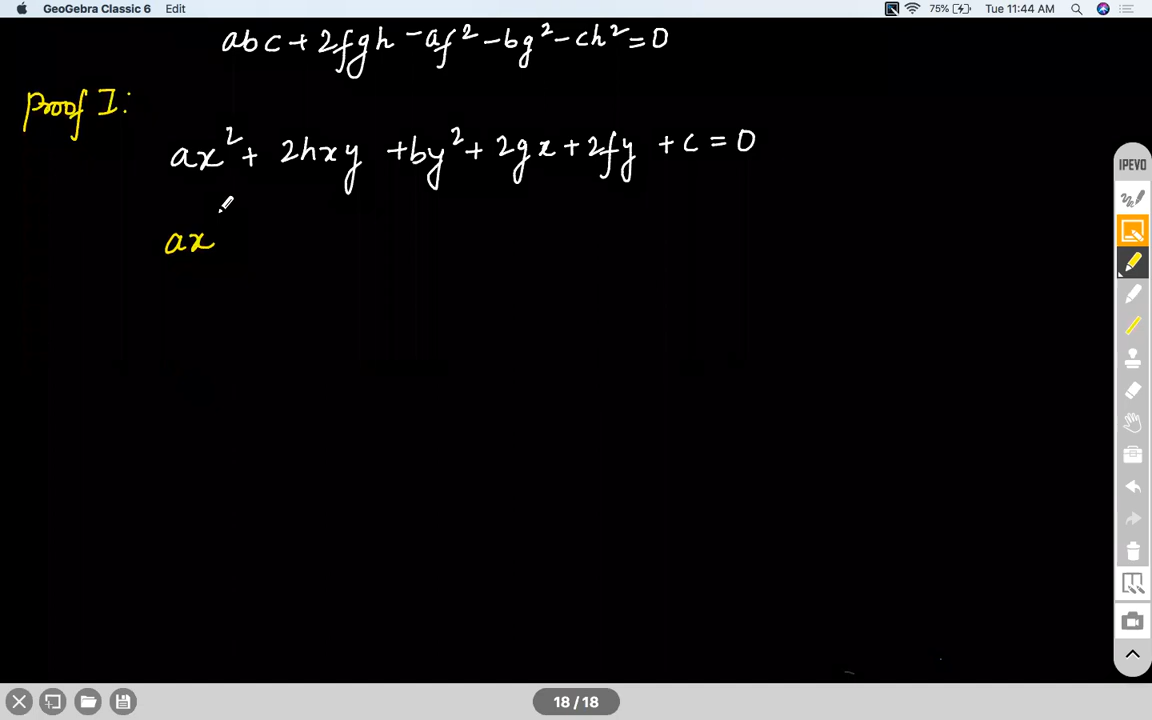 GeoGebra Classic 6 Edit 75% Tue 11:44 AM
abc + 2fgh - af² - bg² - ch² = 0
Proof I:
ax² + 2hxy + by² + 2gx + 2fy + c = 0
IPEVO
ax
18 / 18